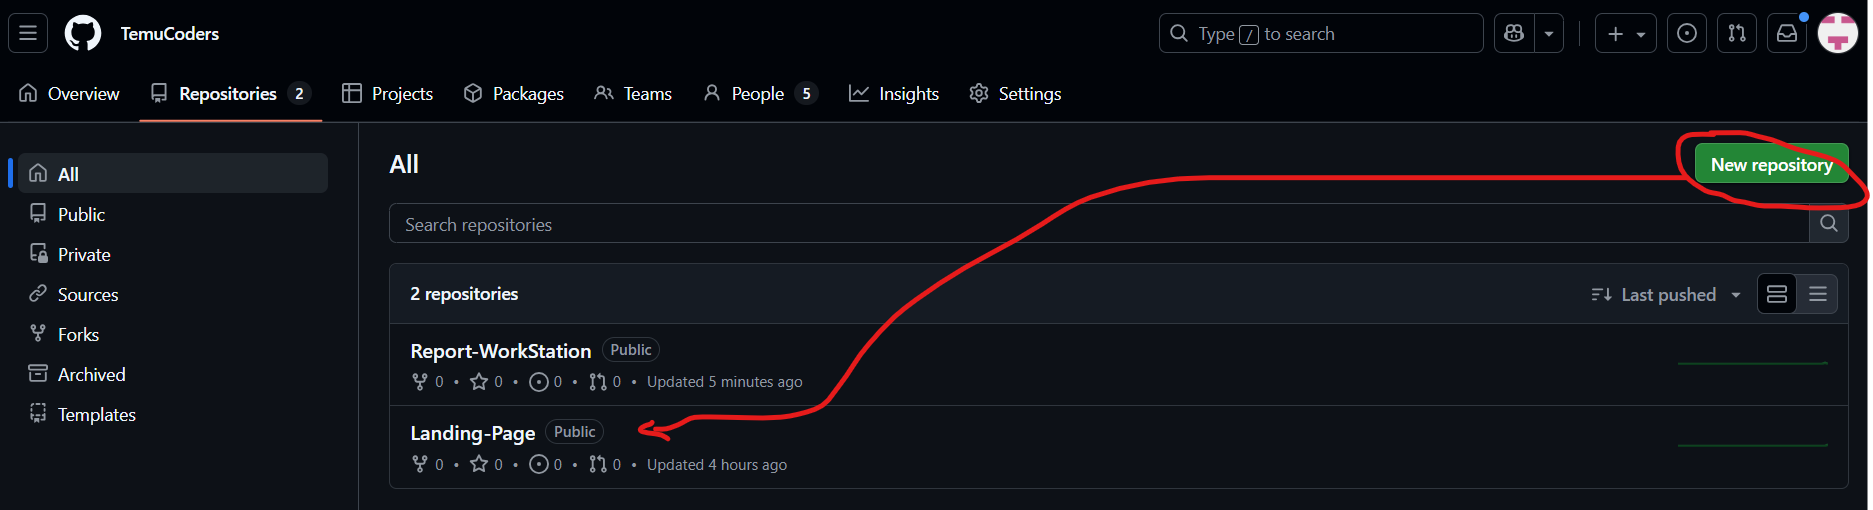 TemuCoders
Type / to search
Overview
Repositories 2
Projects
Packages
Teams
People 5
Insights
Settings
All
Public
Private
Sources
Forks
Archived
Templates
All
New repository
Search repositories
2 repositories
Last pushed
Report-WorkStation Public
0 • 0 • 0 • 0 • Updated 5 minutes ago
Landing-Page Public
0 • 0 • 0 • 0 • Updated 4 hours ago